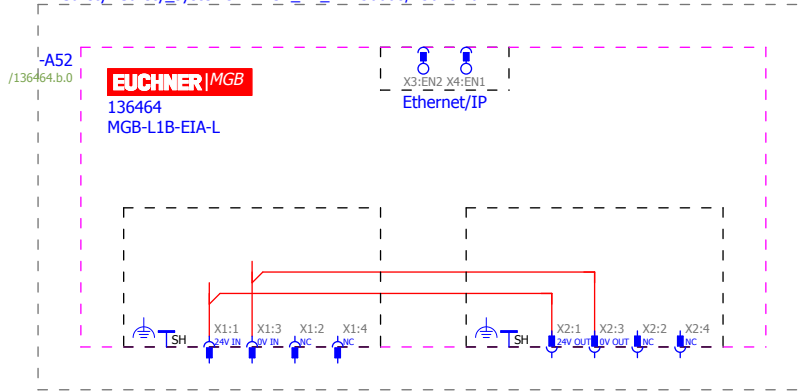 -A52
/136464.b.0
EUCHNER|MGB
136464
MGB-L1B-EIA-L
X3:EN2 X4:EN1
Ethernet/IP
X1:1 X1:3 X1:2 X1:4
SH 24V IN 0V IN NC NC
X2:1 X2:3 X2:2 X2:4
SH 24V OUT 0V OUT NC NC